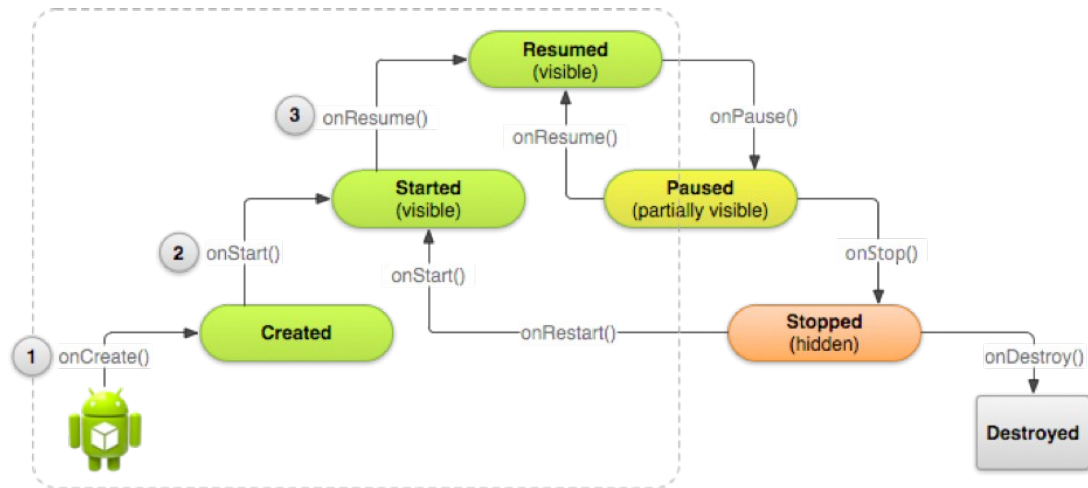 Resumed
(visible)
3
onResume()
onResume()
onPause()
Started
(visible)
Paused
(partially visible)
2
onStart()
onStart()
onStop()
Created
onRestart()
Stopped
(hidden)
1
onCreate()
onDestroy()
Destroyed